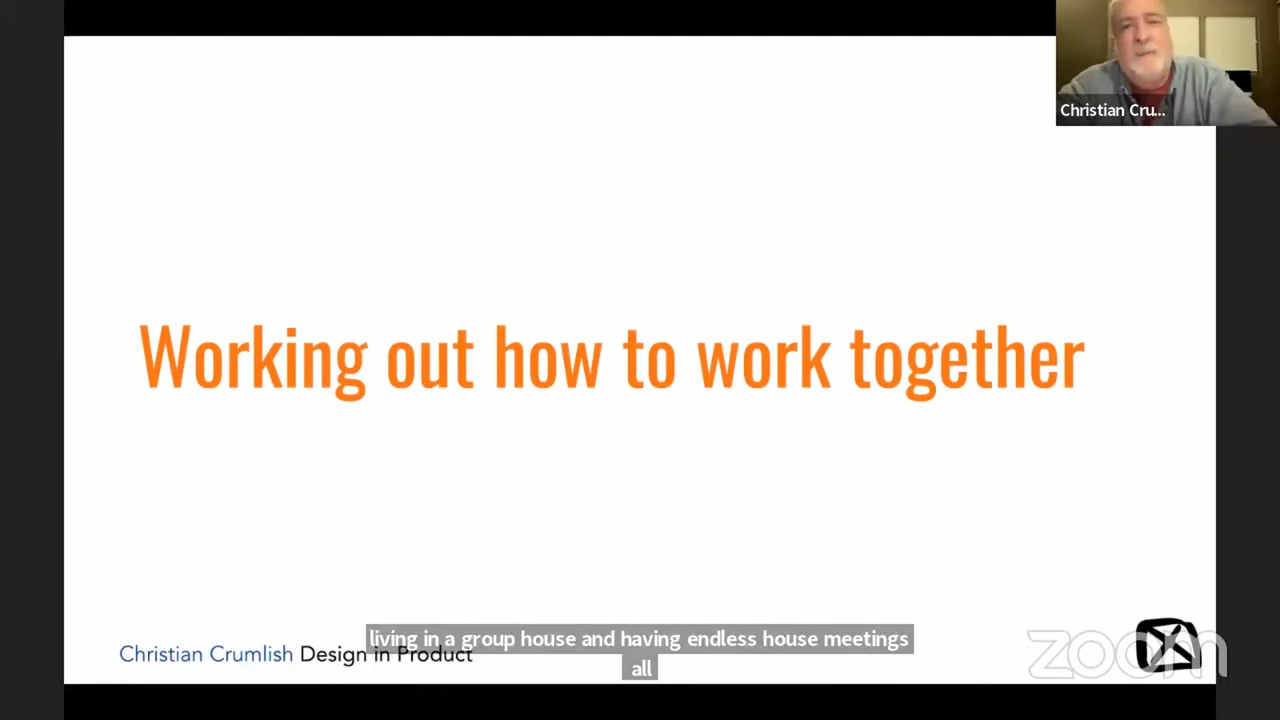 Christian Cru...
Working out how to work together
living in a group house and having endless house meetings
all
Christian Crumlish Design in Product
zoom